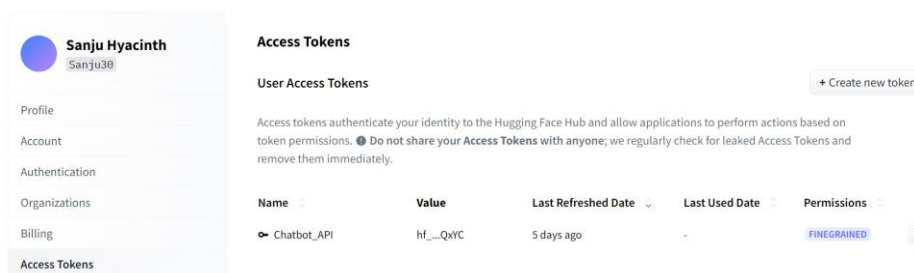 Sanju Hyacinth
Sanju30
Profile
Account
Authentication
Organizations
Billing
Access Tokens
Access Tokens
User Access Tokens
+ Create new token
Access tokens authenticate your identity to the Hugging Face Hub and allow applications to perform actions based on
token permissions. Do not share your Access Tokens with anyone; we regularly check for leaked Access Tokens and
remove them immediately.
Name Value Last Refreshed Date Last Used Date Permissions
Chatbot_API hf_...QxYC 5 days ago - FINEGRAINED